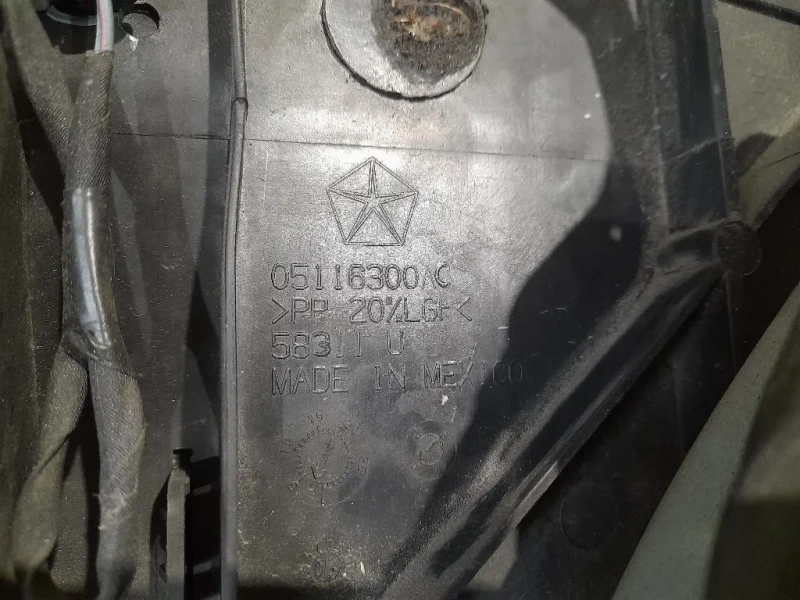 05116300AC
>PP 20%LGF<
58311 U
MADE IN MEXICO